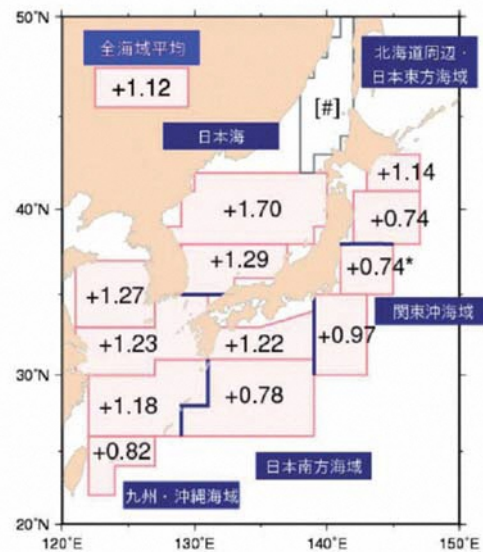 50°N
全海域平均
+1.12
北海道周辺・
日本東方海域
[#]
日本海
+1.14
40°N
+1.70
+0.74
+1.29
+0.74*
+1.27
関東沖海域
+1.23
+1.22
+0.97
30°N
+1.18
+0.78
+0.82
日本南方海域
九州・沖縄海域
20°N
120°E
130°E
140°E
150°E